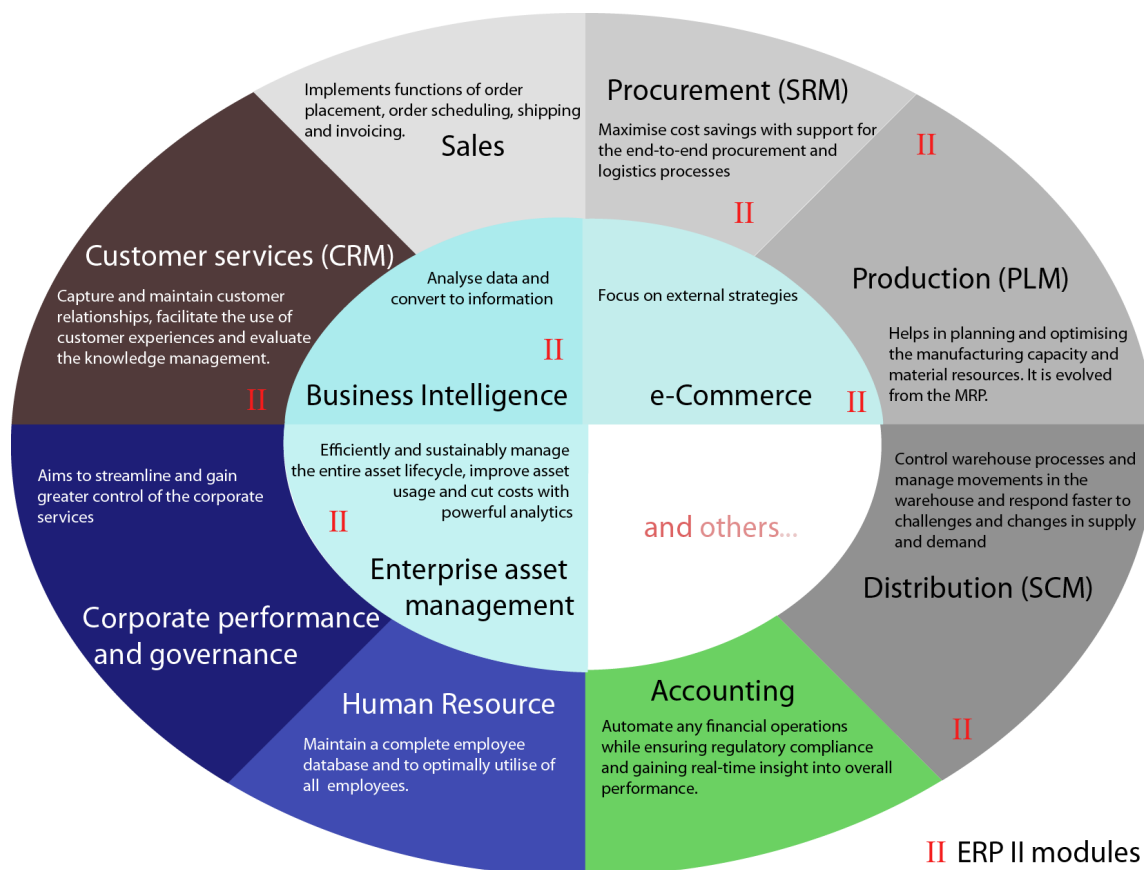 Implements functions of order
placement, order scheduling, shipping
and invoicing.
Sales
Procurement (SRM)
Maximise cost savings with support for
the end-to-end procurement and
logistics processes
II
II
Production (PLM)
Helps in planning and optimising
the manufacturing capacity and
material resources. It is evolved
from the MRP.
Customer services (CRM)
Capture and maintain customer
relationships, facilitate the use of
customer experiences and evaluate
the knowledge management.
II
Analyse data and
convert to information
II
Business Intelligence
Focus on external strategies
e-Commerce
II
Aims to streamline and gain
greater control of the corporate
services
Corporate performance
and governance
Efficiently and sustainably manage
the entire asset lifecycle, improve asset
usage and cut costs with
powerful analytics
II
Enterprise asset
management
and others...
Control warehouse processes and
manage movements in the
warehouse and respond faster to
challenges and changes in supply
and demand
Distribution (SCM)
II
Human Resource
Maintain a complete employee
database and to optimally utilise of
all employees.
Accounting
Automate any financial operations
while ensuring regulatory compliance
and gaining real-time insight into overall
performance.
II ERP II modules